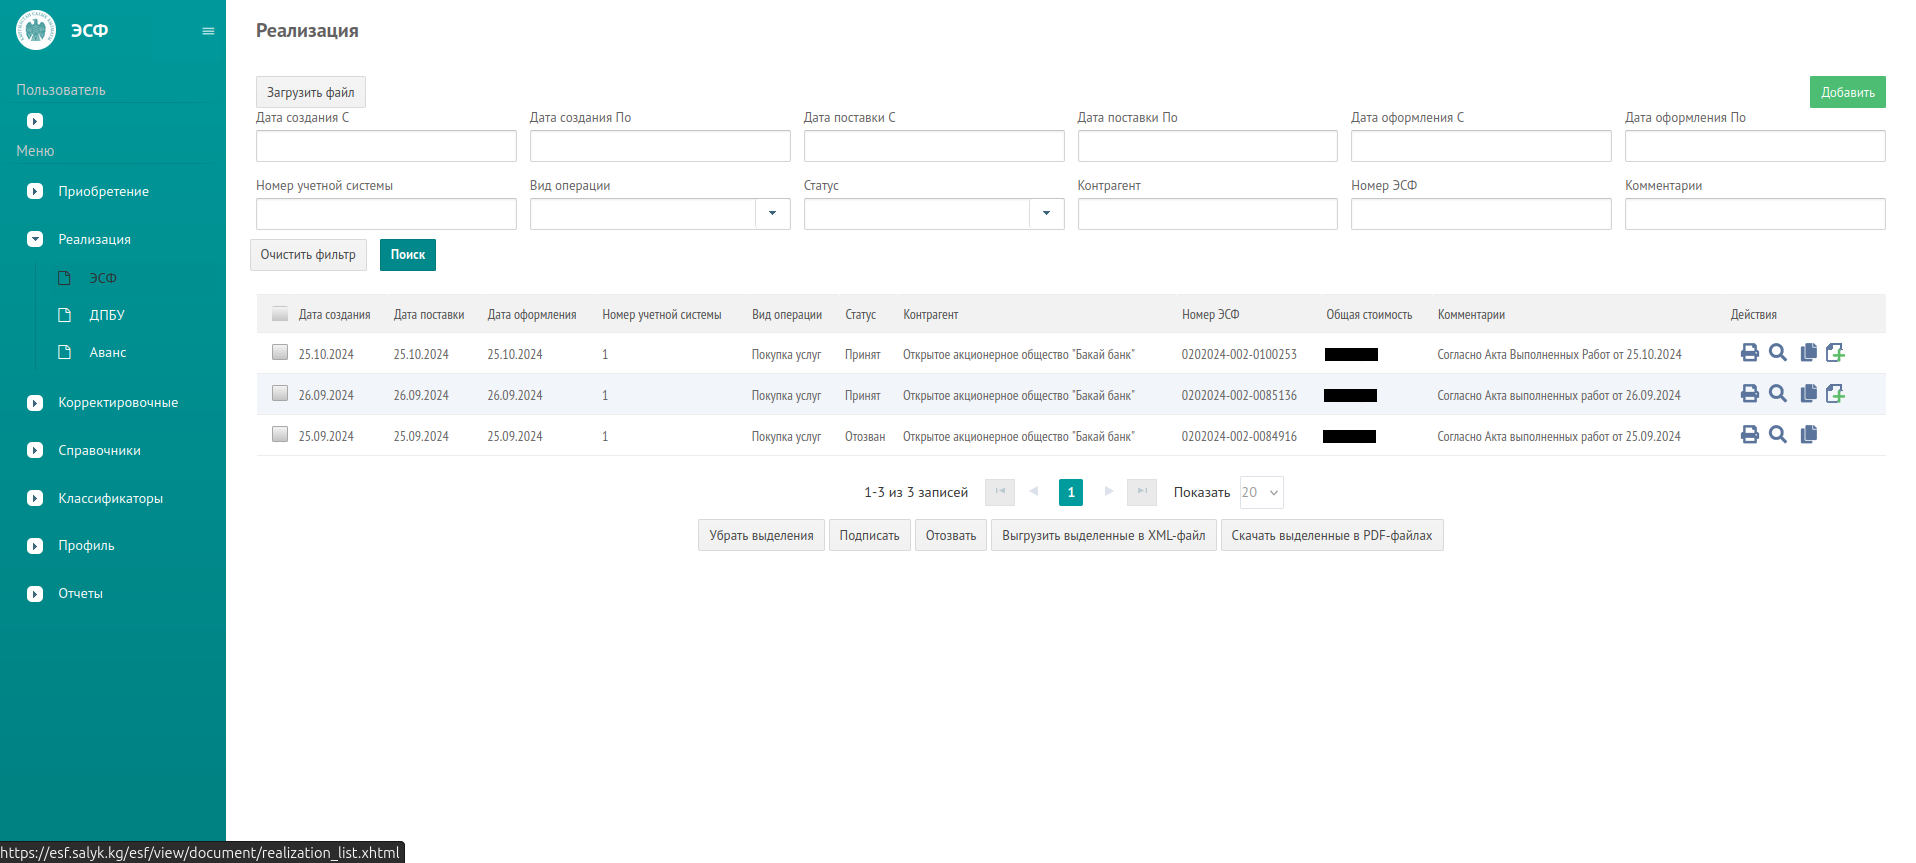 ЭСФ
Пользователь
Меню
Приобретение
Реализация
ЭСФ
ДПБУ
Аванс
Корректировочные
Справочники
Классификаторы
Профиль
Отчеты
Реализация
Загрузить файл
Добавить
Дата создания С Дата создания По Дата поставки С Дата поставки По Дата оформления С Дата оформления По
Номер учетной системы Вид операции Статус Контрагент Номер ЭСФ Комментарии
Очистить фильтр Поиск
Дата создания Дата поставки Дата оформления Номер учетной системы Вид операции Статус Контрагент Номер ЭСФ Общая стоимость Комментарии Действия
25.10.2024 25.10.2024 25.10.2024 1 Покупка услуг Принят Открытое акционерное общество "Бакай банк" 0202024-002-0100253 Согласно Акта Выполненных Работ от 25.10.2024
26.09.2024 26.09.2024 26.09.2024 1 Покупка услуг Принят Открытое акционерное общество "Бакай банк" 0202024-002-0085136 Согласно Акта выполненных работ от 26.09.2024
25.09.2024 25.09.2024 25.09.2024 1 Покупка услуг Отозван Открытое акционерное общество "Бакай банк" 0202024-002-0084916 Согласно Акта выполненных работ от 25.09.2024
1-3 из 3 записей 1 Показать 20
Убрать выделения Подписать Отозвать Выгрузить выделенные в XML-файл Скачать выделенные в PDF-файлах
https://esf.salyk.kg/esf/view/document/realization_list.xhtml